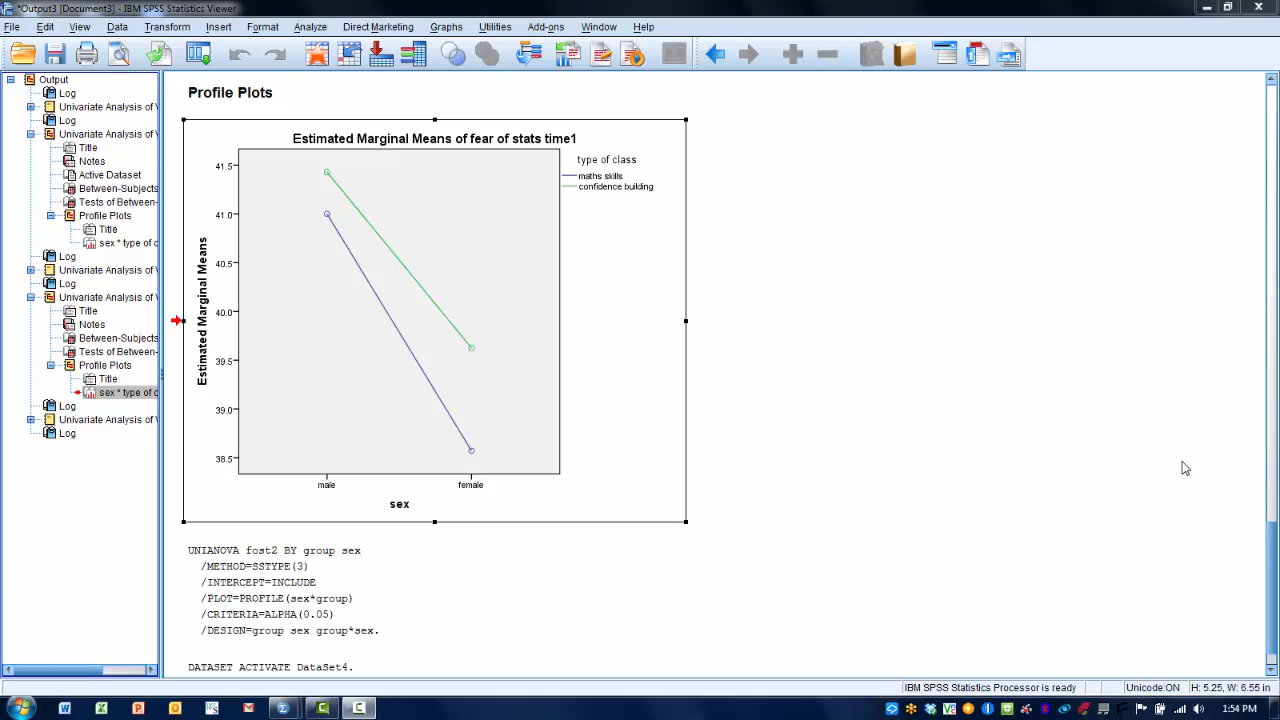 *Output3 [Document3] - IBM SPSS Statistics Viewer
File Edit View Data Transform Insert Format Analyze Direct Marketing Graphs Utilities Add-ons Window Help
Output
Log
Univariate Analysis of V
Log
Univariate Analysis of V
Title
Notes
Active Dataset
Between-Subjects
Tests of Between-
Profile Plots
Title
sex * type of c
Log
Univariate Analysis of V
Log
Univariate Analysis of V
Title
Notes
Between-Subjects
Tests of Between-
Profile Plots
Title
sex * type of c
Log
Univariate Analysis of V
Log
Profile Plots
Estimated Marginal Means of fear of stats time1
type of class
maths skills
confidence building
Estimated Marginal Means
41.5
41.0
40.5
40.0
39.5
39.0
38.5
male female
sex
UNIANOVA fost2 BY group sex
/METHOD=SSTYPE(3)
/INTERCEPT=INCLUDE
/PLOT=PROFILE(sex*group)
/CRITERIA=ALPHA(0.05)
/DESIGN=group sex group*sex.
DATASET ACTIVATE DataSet4.
IBM SPSS Statistics Processor is ready Unicode:ON H: 5.25, W: 6.55 in
1:54 PM